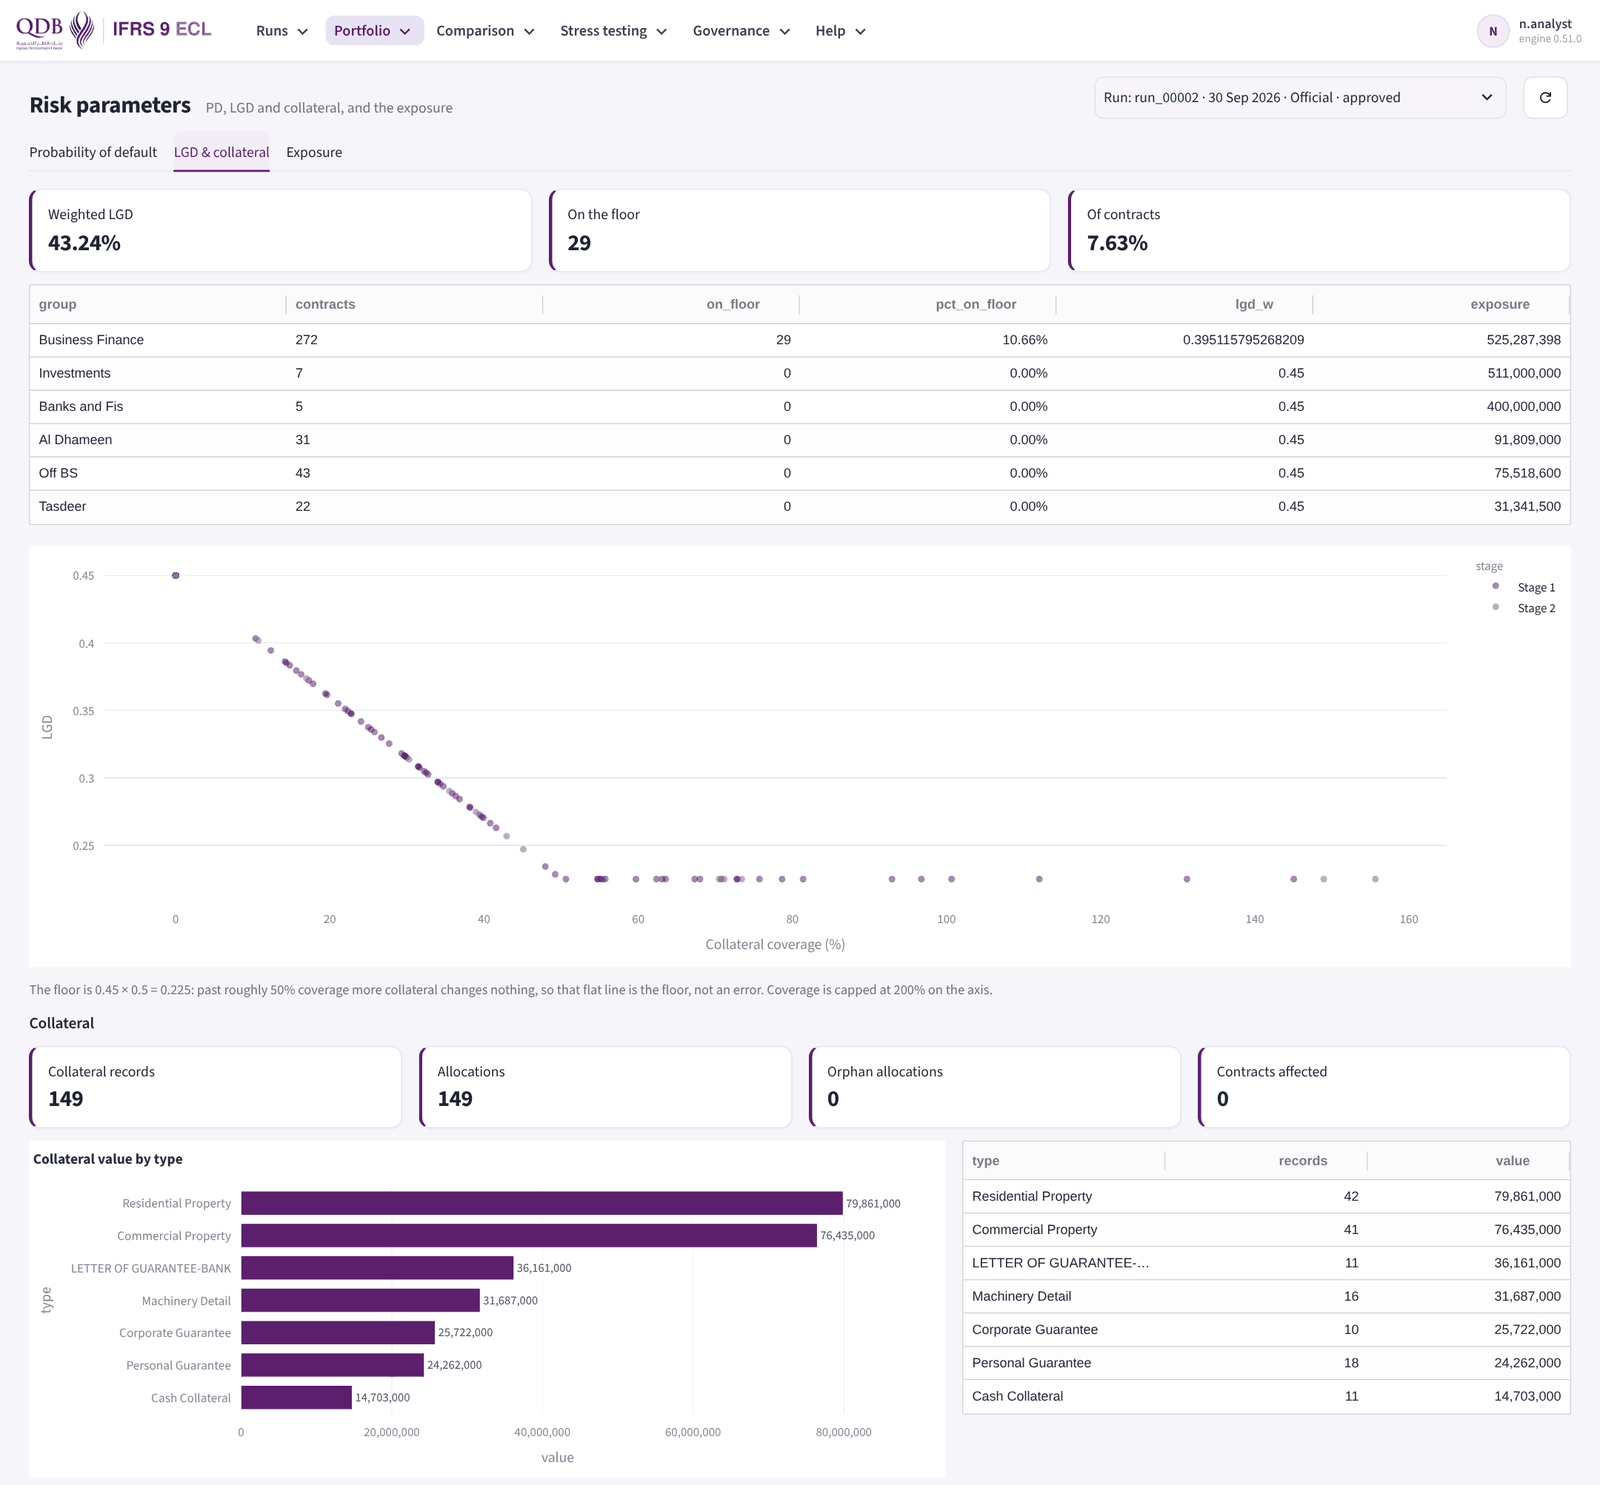 QDB
IFRS 9 ECL
Runs
Portfolio
Comparison
Stress testing
Governance
Help
N
n.analyst
engine 0.51.0
Risk parameters
PD, LGD and collateral, and the exposure
Run: run_00002 · 30 Sep 2026 · Official · approved
Probability of default
LGD & collateral
Exposure
Weighted LGD
43.24%
On the floor
29
Of contracts
7.63%
group contracts on_floor pct_on_floor lgd_w exposure
Business Finance 272 29 10.66% 0.395115795268209 525,287,398
Investments 7 0 0.00% 0.45 511,000,000
Banks and Fis 5 0 0.00% 0.45 400,000,000
Al Dhameen 31 0 0.00% 0.45 91,809,000
Off BS 43 0 0.00% 0.45 75,518,600
Tasdeer 22 0 0.00% 0.45 31,341,500
stage
Stage 1
Stage 2
0.45
0.4
0.35
0.3
0.25
LGD
0 20 40 60 80 100 120 140 160
Collateral coverage (%)
The floor is 0.45 × 0.5 = 0.225: past roughly 50% coverage more collateral changes nothing, so that flat line is the floor, not an error. Coverage is capped at 200% on the axis.
Collateral
Collateral records
149
Allocations
149
Orphan allocations
0
Contracts affected
0
Collateral value by type
type
Residential Property 79,861,000
Commercial Property 76,435,000
LETTER OF GUARANTEE-BANK 36,161,000
Machinery Detail 31,687,000
Corporate Guarantee 25,722,000
Personal Guarantee 24,262,000
Cash Collateral 14,703,000
0 20,000,000 40,000,000 60,000,000 80,000,000
value
type records value
Residential Property 42 79,861,000
Commercial Property 41 76,435,000
LETTER OF GUARANTEE-... 11 36,161,000
Machinery Detail 16 31,687,000
Corporate Guarantee 10 25,722,000
Personal Guarantee 18 24,262,000
Cash Collateral 11 14,703,000